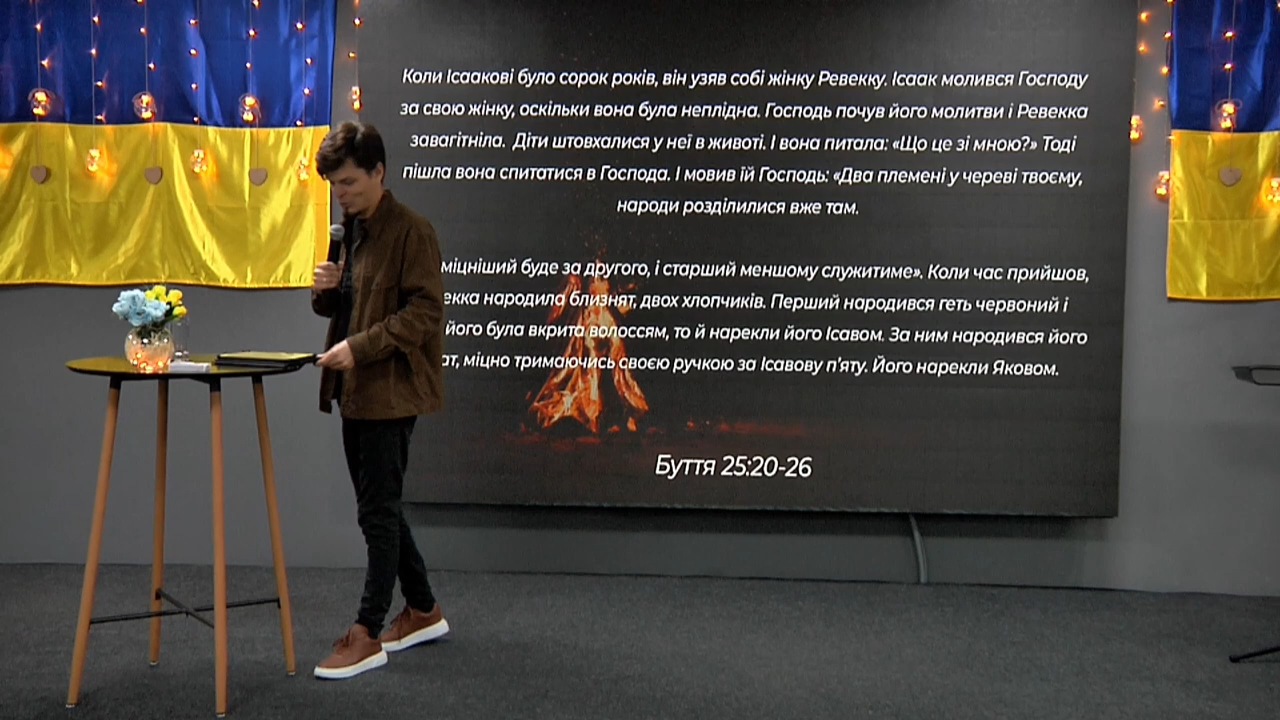 Коли Ісаакові було сорок років, він узяв собі жінку Ревекку. Ісаак молився Господу
за свою жінку, оскільки вона була неплідна. Господь почув його молитви і Ревекка
завагітніла. Діти штовхалися у неї в животі. І вона питала: «Що це зі мною?» Тоді
пішла вона спитатися в Господа. І мовив їй Господь: «Два племені у череві твоєму,
народи розділилися вже там.
міцніший буде за другого, і старший меншому служитиме». Коли час прийшов,
народила близнят, двох хлопчиків. Перший народився геть червоний і
його була вкрита волоссям, то й нарекли його Ісавом. За ним народився його
міцно тримаючись своєю ручкою за Ісавову п'яту. Його нарекли Яковом.
Буття 25:20-26